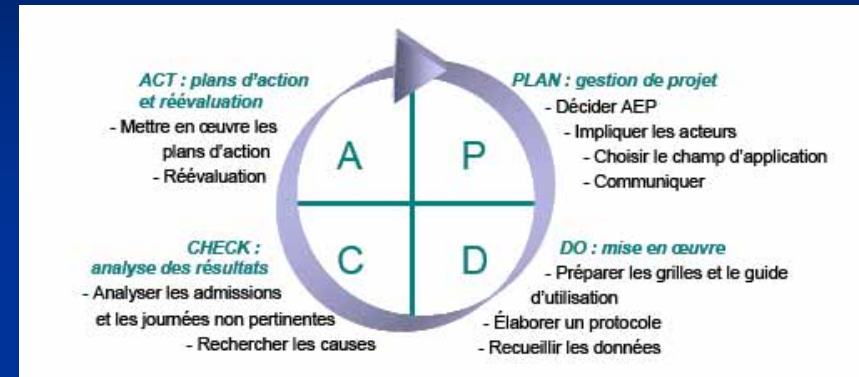 PLAN : gestion de projet
- Décider AEP
- Impliquer les acteurs
- Choisir le champ d'application
- Communiquer
DO : mise en œuvre
- Préparer les grilles et le guide
d'utilisation
- Élaborer un protocole
- Recueillir les données
CHECK :
analyse des résultats
- Analyser les admissions
et les journées non pertinentes
- Rechercher les causes
ACT : plans d'action
et réévaluation
- Mettre en œuvre les
plans d'action
- Réévaluation
A
P
C
D